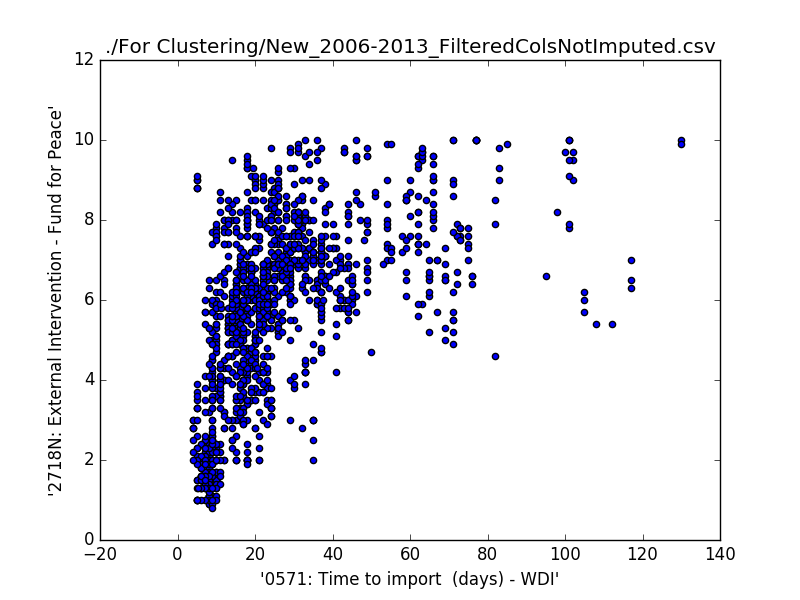 ./For Clustering/New_2006-2013_FilteredColsNotImputed.csv
12
10
8
6
4
2
0
'2718N: External Intervention - Fund for Peace'
−20 0 20 40 60 80 100 120 140
'0571: Time to import  (days) - WDI'